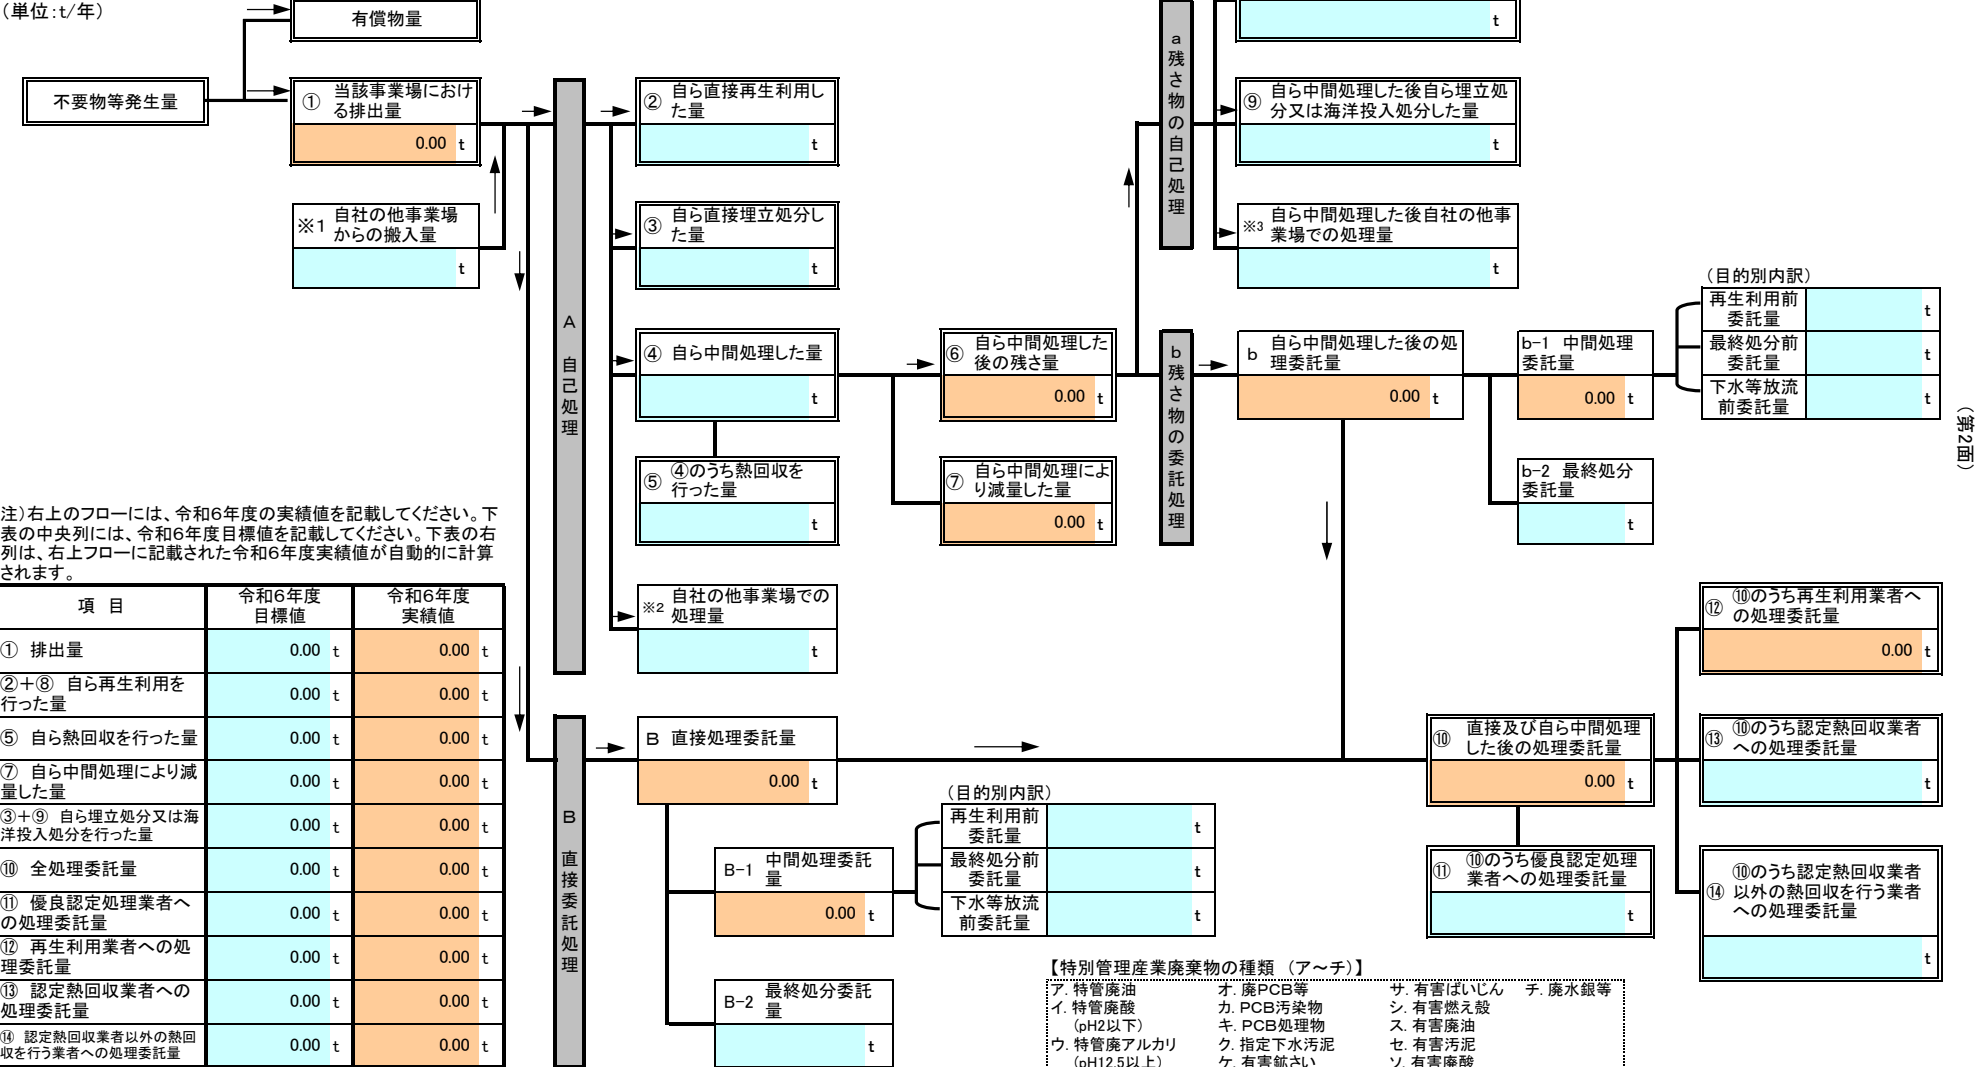 （単位:t/年）
有償物量
不要物等発生量
① 当該事業場におけ
る排出量
0.00 t
※1 自社の他事業場
からの搬入量
t
A 自己処理
② 自ら直接再生利用し
た量
t
③ 自ら直接埋立処分し
た量
t
④ 自ら中間処理した量
t
⑤ ④のうち熱回収を
行った量
t
※2 自社の他事業場での
処理量
t
⑥ 自ら中間処理した
後の残さ量
0.00 t
⑦ 自ら中間処理によ
り減量した量
0.00 t
a 残さ物の自己処理
t
⑨ 自ら中間処理した後自ら埋立処
分又は海洋投入処分した量
t
※3 自ら中間処理した後自社の他事
業場での処理量
t
b 残さ物の委託処理
b 自ら中間処理した後の処
理委託量
0.00 t
b-1 中間処理
委託量
0.00 t
b-2 最終処分
委託量
t
（目的別内訳）
再生利用前
委託量
t
最終処分前
委託量
t
下水等放流
前委託量
t
（第2面）
注）右上のフローには、令和6年度の実績値を記載してください。下
表の中央列には、令和6年度目標値を記載してください。下表の右
列は、右上フローに記載された令和6年度実績値が自動的に計算
されます。
項 目 令和6年度
目標値 令和6年度
実績値
① 排出量 0.00 t 0.00 t
②＋⑧ 自ら再生利用を
行った量 0.00 t 0.00 t
⑤ 自ら熱回収を行った量 0.00 t 0.00 t
⑦ 自ら中間処理により減
量した量 0.00 t 0.00 t
③＋⑨ 自ら埋立処分又は海
洋投入処分を行った量 0.00 t 0.00 t
⑩ 全処理委託量 0.00 t 0.00 t
⑪ 優良認定処理業者へ
の処理委託量 0.00 t 0.00 t
⑫ 再生利用業者への処
理委託量 0.00 t 0.00 t
⑬ 認定熱回収業者への
処理委託量 0.00 t 0.00 t
⑭ 認定熱回収業者以外の熱回
収を行う業者への処理委託量 0.00 t 0.00 t
B 直接委託処理
B 直接処理委託量
0.00 t
B-1 中間処理委託
量
0.00 t
B-2 最終処分委託
量
t
（目的別内訳）
再生利用前
委託量
t
最終処分前
委託量
t
下水等放流
前委託量
t
⑩ 直接及び自ら中間処理
した後の処理委託量
0.00 t
⑪ ⑩のうち優良認定処理
業者への処理委託量
t
⑫ ⑩のうち再生利用業者へ
の処理委託量
0.00 t
⑬ ⑩のうち認定熱回収業者
への処理委託量
t
⑭ ⑩のうち認定熱回収業者
以外の熱回収を行う業者
への処理委託量
t
【特別管理産業廃棄物の種類 （ア～チ）】
ア. 特管廃油 オ. 廃PCB等 サ. 有害ばいじん チ. 廃水銀等
イ. 特管廃酸 カ. PCB汚染物 シ. 有害燃え殻
（pH2以下） キ. PCB処理物 ス. 有害廃油
ウ. 特管廃アルカリ ク. 指定下水汚泥 セ. 有害汚泥
（pH12.5以上） ケ. 有害鉱さい ソ. 有害廃酸